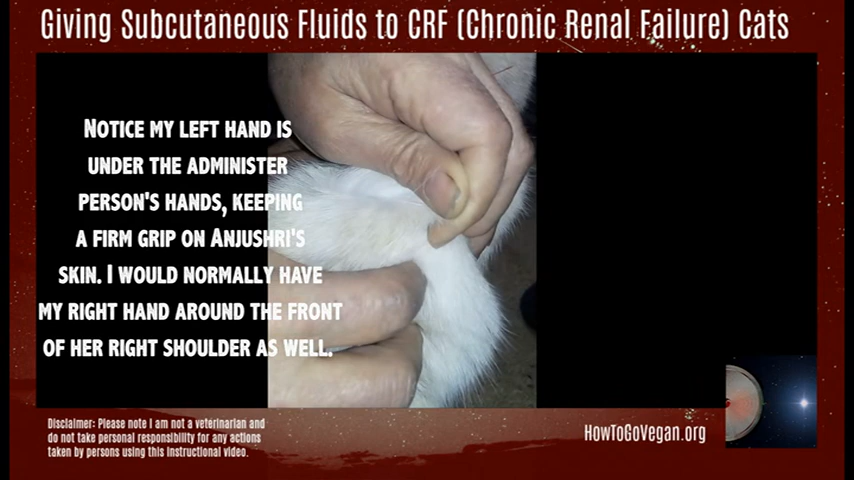 Giving Subcutaneous Fluids to CRF (Chronic Renal Failure) Cats
Notice my left hand is
under the administer
person's hands, keeping
a firm grip on Anjushri's
skin. I would normally have
my right hand around the front
of her right shoulder as well.
Disclaimer: Please note I am not a veterinarian and
do not take personal responsibility for any actions
taken by persons using this instructional video.
HowToGoVegan.org